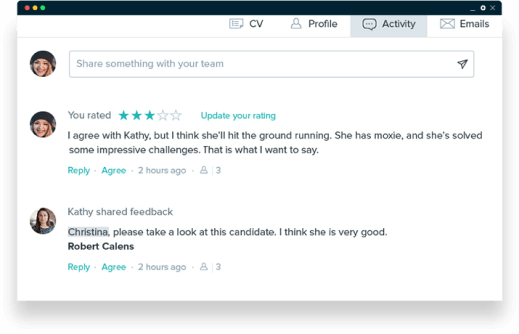 CV Profile Activity Emails
Share something with your team
You rated Update your rating
I agree with Kathy, but I think she'll hit the ground running. She has moxie, and she's solved
some impressive challenges. That is what I want to say.
Reply · Agree · 2 hours ago · 3
Kathy shared feedback
Christina, please take a look at this candidate. I think she is very good.
Robert Calens
Reply · Agree · 2 hours ago · 3